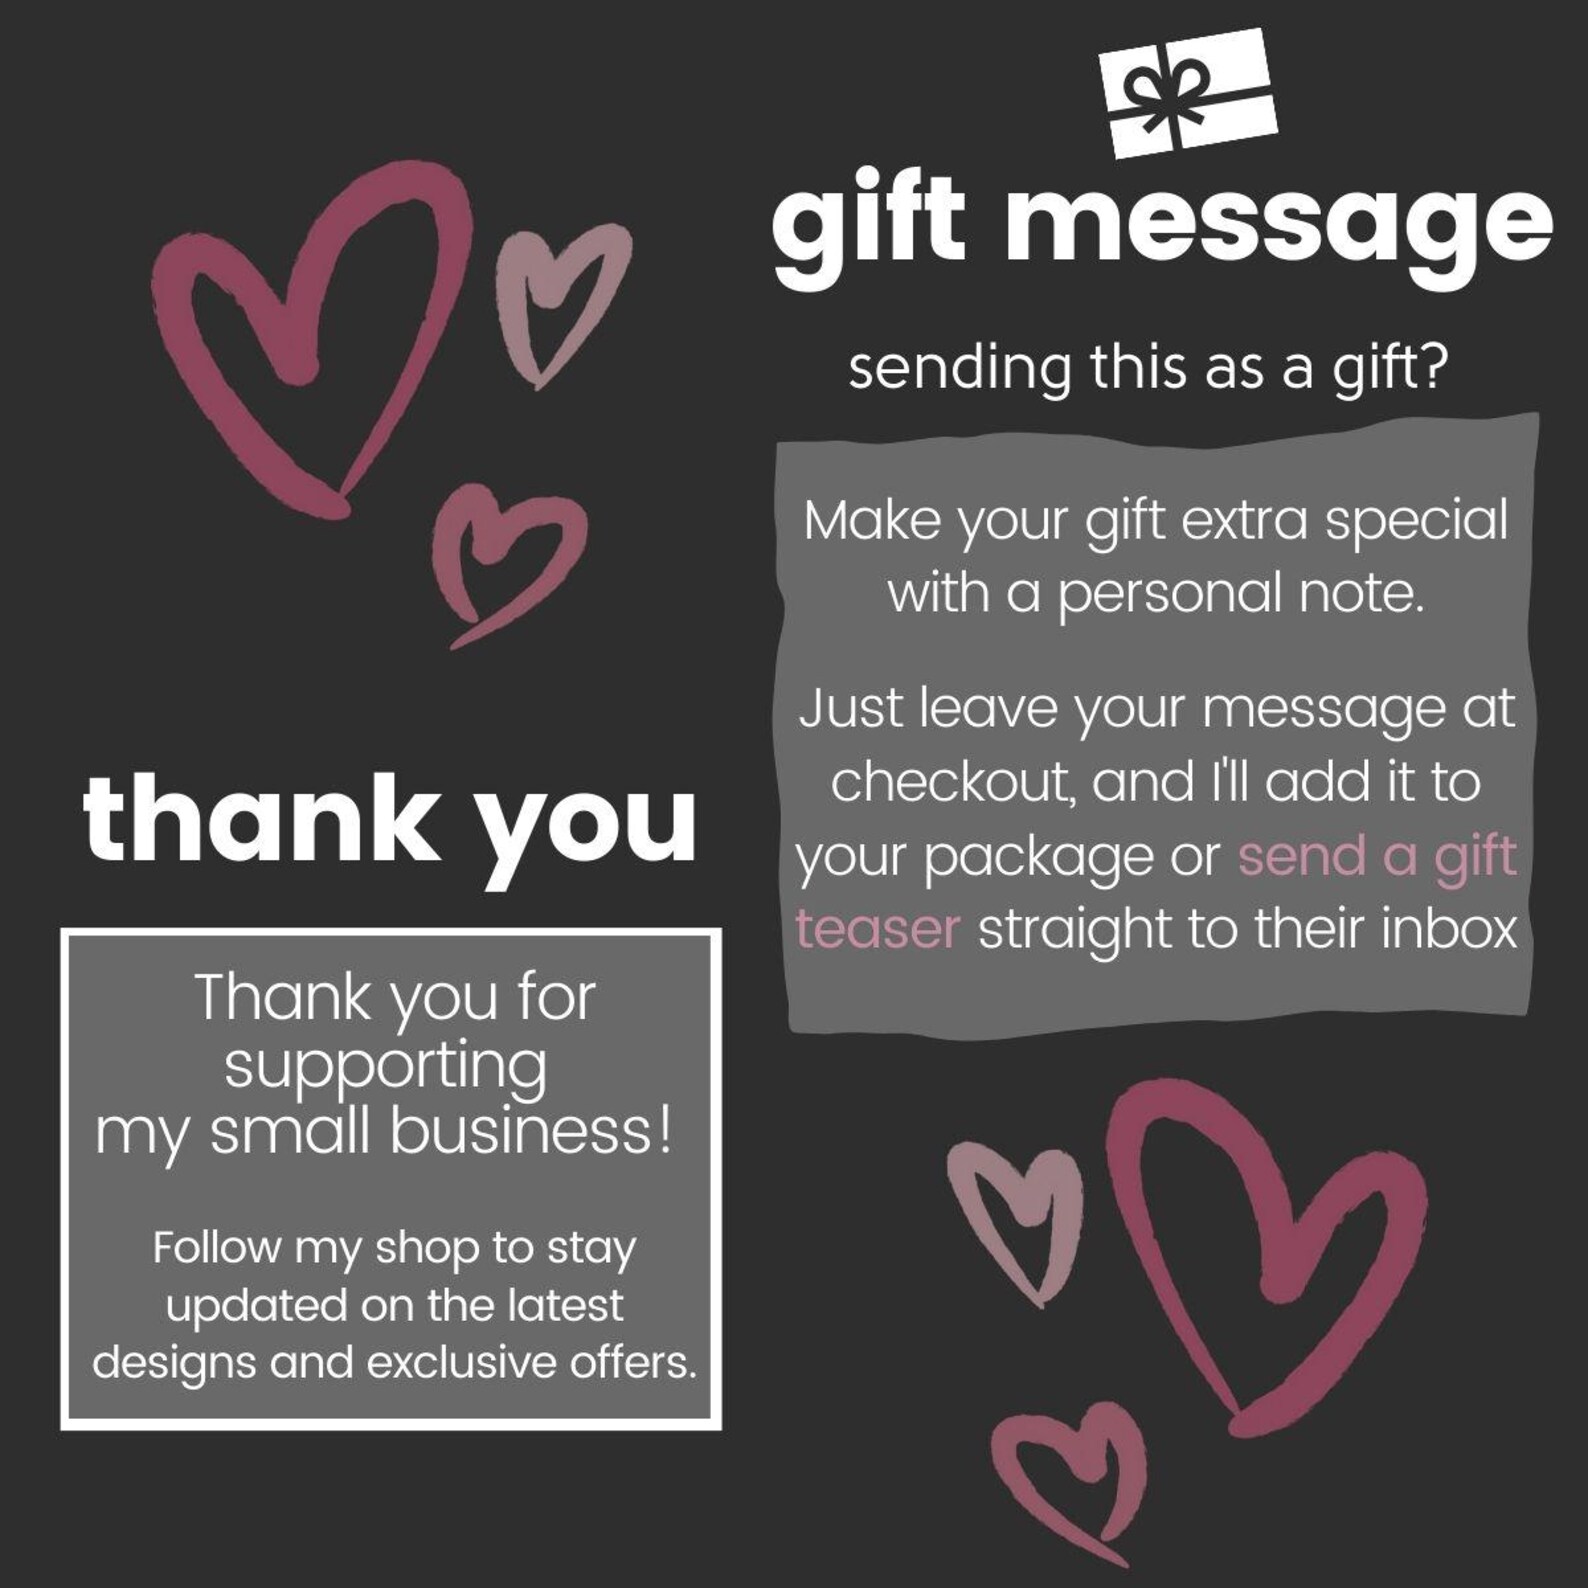 gift message
sending this as a gift?
Make your gift extra special
with a personal note.
Just leave your message at
checkout, and I'll add it to
your package or send a gift
teaser straight to their inbox
thank you
Thank you for
supporting
my small business!
Follow my shop to stay
updated on the latest
designs and exclusive offers.